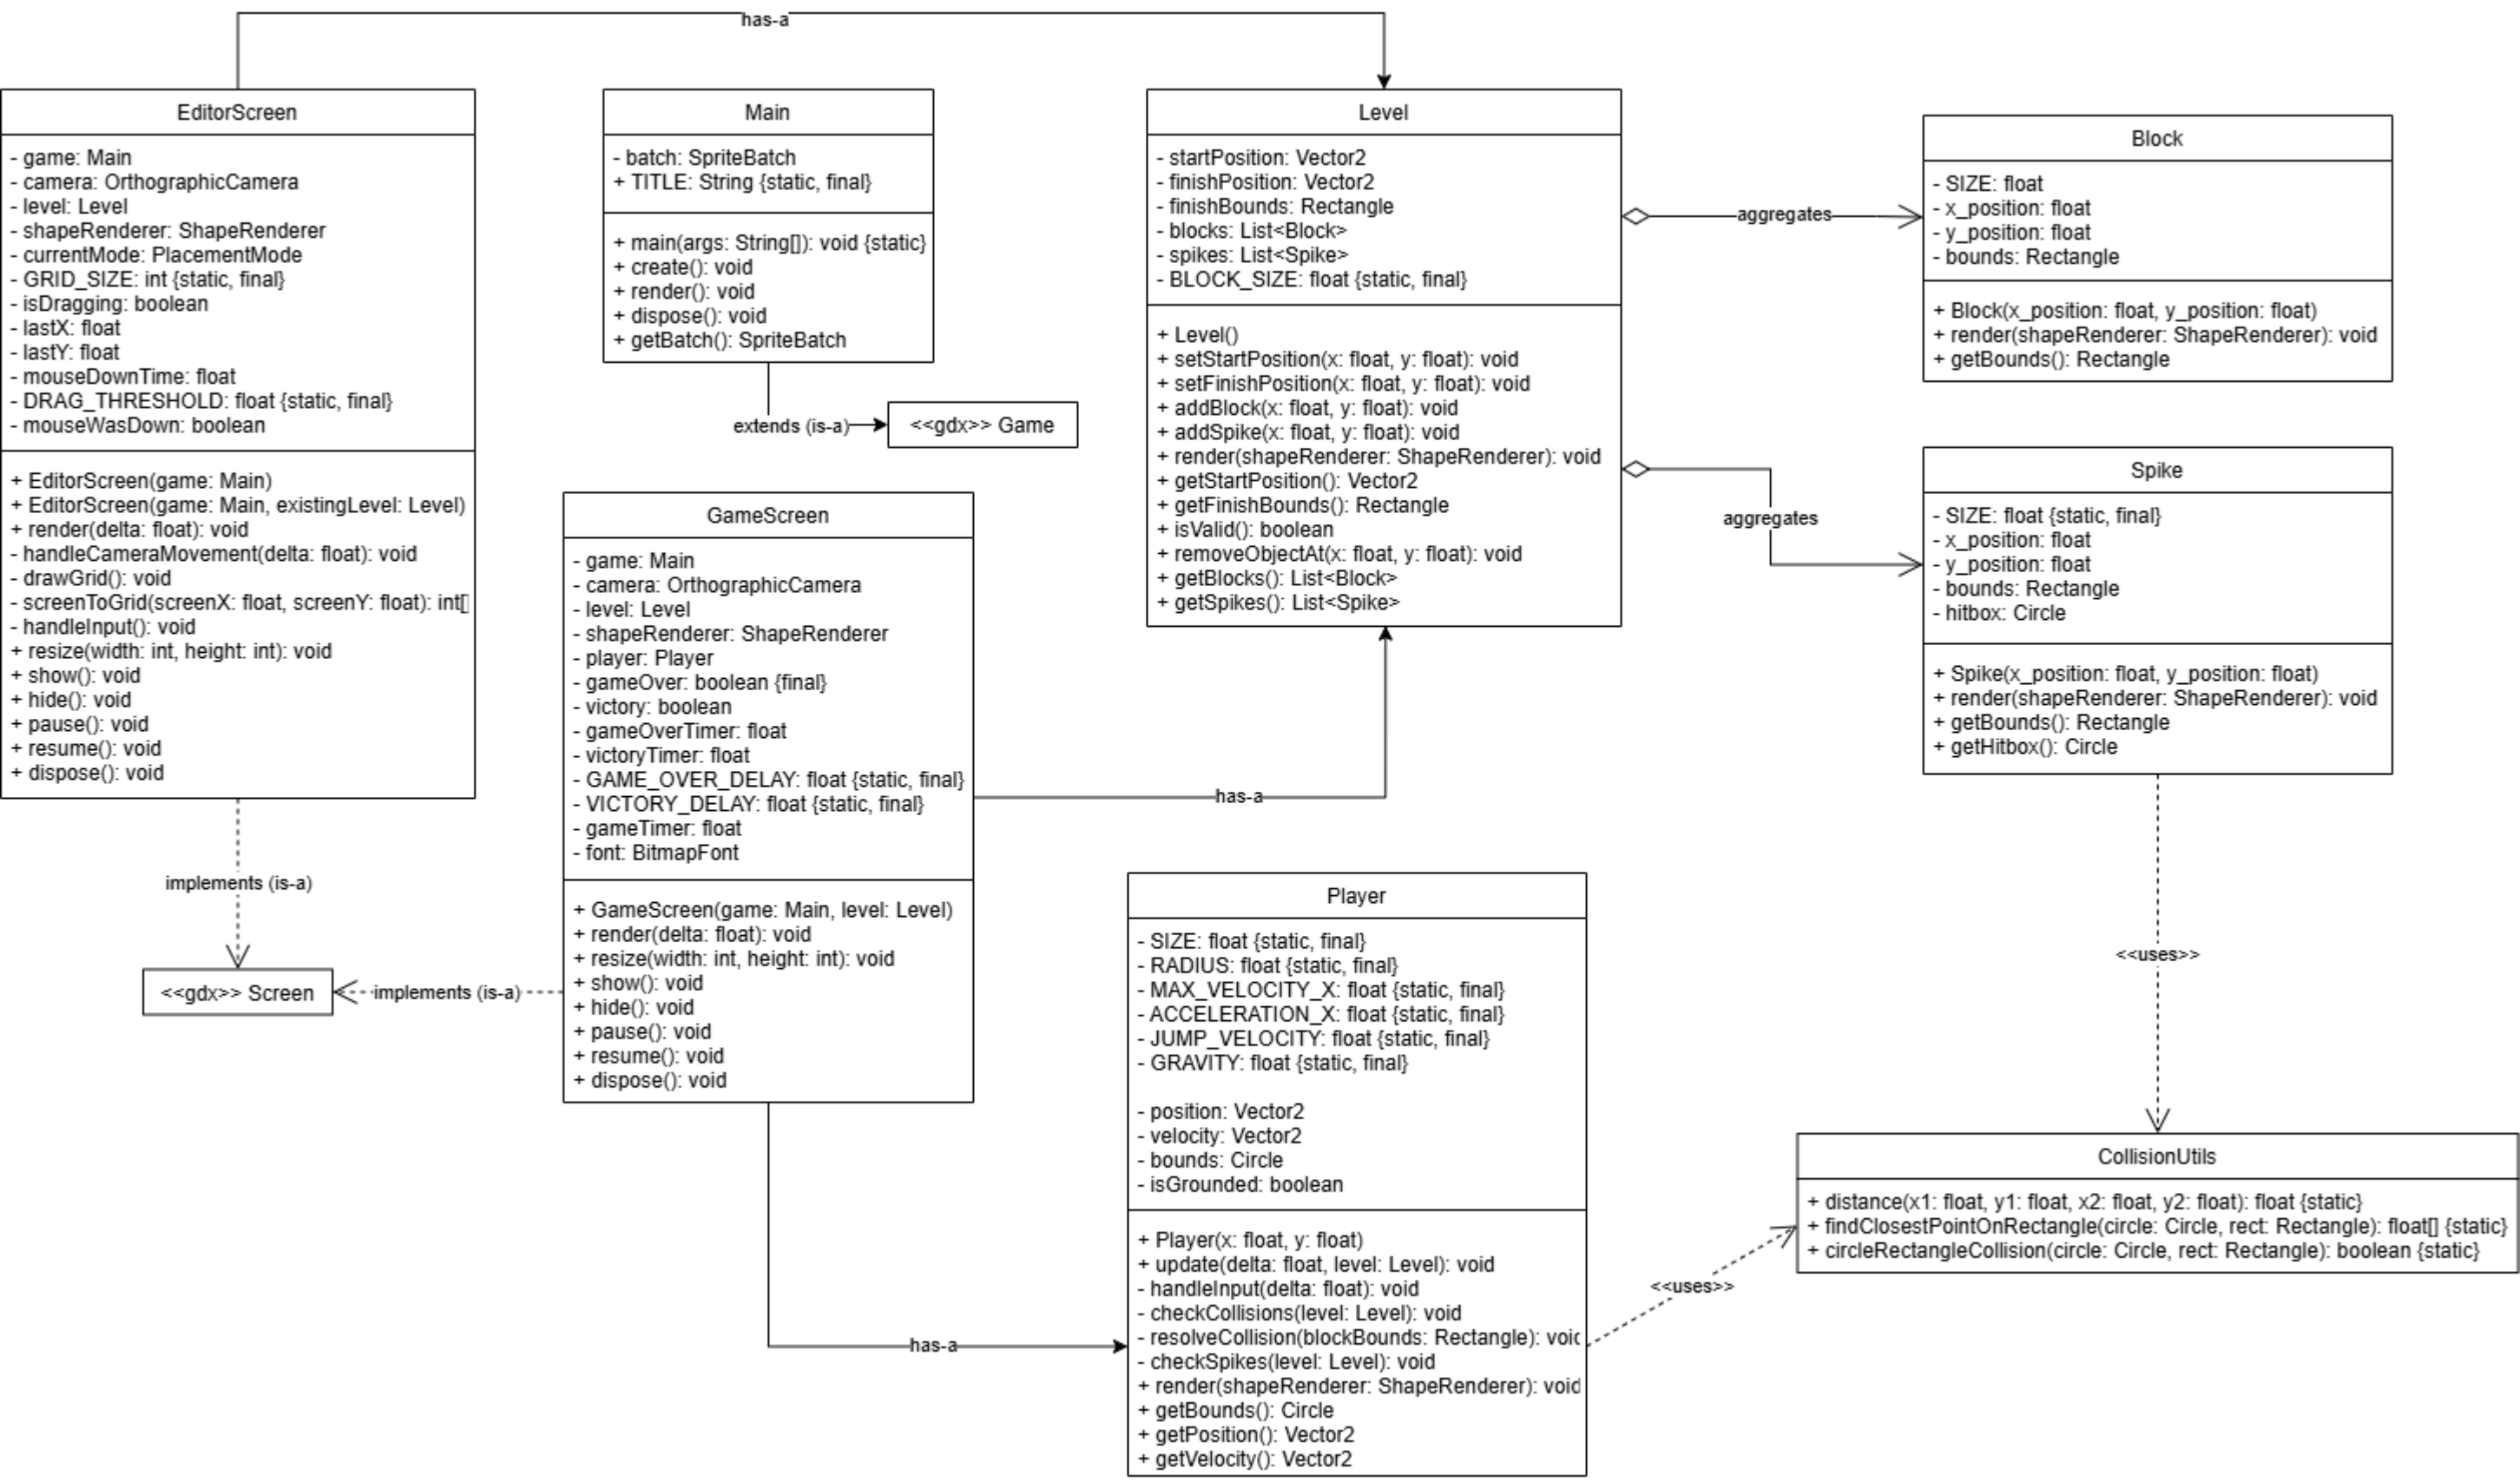 has-a
EditorScreen
- game: Main
- camera: OrthographicCamera
- level: Level
- shapeRenderer: ShapeRenderer
- currentMode: PlacementMode
- GRID_SIZE: int {static, final}
- isDragging: boolean
- lastX: float
- lastY: float
- mouseDownTime: float
- DRAG_THRESHOLD: float {static, final}
- mouseWasDown: boolean
+ EditorScreen(game: Main)
+ EditorScreen(game: Main, existingLevel: Level)
+ render(delta: float): void
- handleCameraMovement(delta: float): void
- drawGrid(): void
- screenToGrid(screenX: float, screenY: float): int[]
- handleInput(): void
+ resize(width: int, height: int): void
+ show(): void
+ hide(): void
+ pause(): void
+ resume(): void
+ dispose(): void
implements (is-a)
<<gdx>> Screen
implements (is-a)
Main
- batch: SpriteBatch
+ TITLE: String {static, final}
+ main(args: String[]): void {static}
+ create(): void
+ render(): void
+ dispose(): void
+ getBatch(): SpriteBatch
extends (is-a)
<<gdx>> Game
GameScreen
- game: Main
- camera: OrthographicCamera
- level: Level
- shapeRenderer: ShapeRenderer
- player: Player
- gameOver: boolean {final}
- victory: boolean
- gameOverTimer: float
- victoryTimer: float
- GAME_OVER_DELAY: float {static, final}
- VICTORY_DELAY: float {static, final}
- gameTimer: float
- font: BitmapFont
+ GameScreen(game: Main, level: Level)
+ render(delta: float): void
+ resize(width: int, height: int): void
+ show(): void
+ hide(): void
+ pause(): void
+ resume(): void
+ dispose(): void
has-a
has-a
Level
- startPosition: Vector2
- finishPosition: Vector2
- finishBounds: Rectangle
- blocks: List<Block>
- spikes: List<Spike>
- BLOCK_SIZE: float {static, final}
+ Level()
+ setStartPosition(x: float, y: float): void
+ setFinishPosition(x: float, y: float): void
+ addBlock(x: float, y: float): void
+ addSpike(x: float, y: float): void
+ render(shapeRenderer: ShapeRenderer): void
+ getStartPosition(): Vector2
+ getFinishBounds(): Rectangle
+ isValid(): boolean
+ removeObjectAt(x: float, y: float): void
+ getBlocks(): List<Block>
+ getSpikes(): List<Spike>
aggregates
aggregates
Player
- SIZE: float {static, final}
- RADIUS: float {static, final}
- MAX_VELOCITY_X: float {static, final}
- ACCELERATION_X: float {static, final}
- JUMP_VELOCITY: float {static, final}
- GRAVITY: float {static, final}
- position: Vector2
- velocity: Vector2
- bounds: Circle
- isGrounded: boolean
+ Player(x: float, y: float)
+ update(delta: float, level: Level): void
- handleInput(delta: float): void
- checkCollisions(level: Level): void
- resolveCollision(blockBounds: Rectangle): void
- checkSpikes(level: Level): void
+ render(shapeRenderer: ShapeRenderer): void
+ getBounds(): Circle
+ getPosition(): Vector2
+ getVelocity(): Vector2
<<uses>>
Block
- SIZE: float
- x_position: float
- y_position: float
- bounds: Rectangle
+ Block(x_position: float, y_position: float)
+ render(shapeRenderer: ShapeRenderer): void
+ getBounds(): Rectangle
Spike
- SIZE: float {static, final}
- x_position: float
- y_position: float
- bounds: Rectangle
- hitbox: Circle
+ Spike(x_position: float, y_position: float)
+ render(shapeRenderer: ShapeRenderer): void
+ getBounds(): Rectangle
+ getHitbox(): Circle
<<uses>>
CollisionUtils
+ distance(x1: float, y1: float, x2: float, y2: float): float {static}
+ findClosestPointOnRectangle(circle: Circle, rect: Rectangle): float[] {static}
+ circleRectangleCollision(circle: Circle, rect: Rectangle): boolean {static}